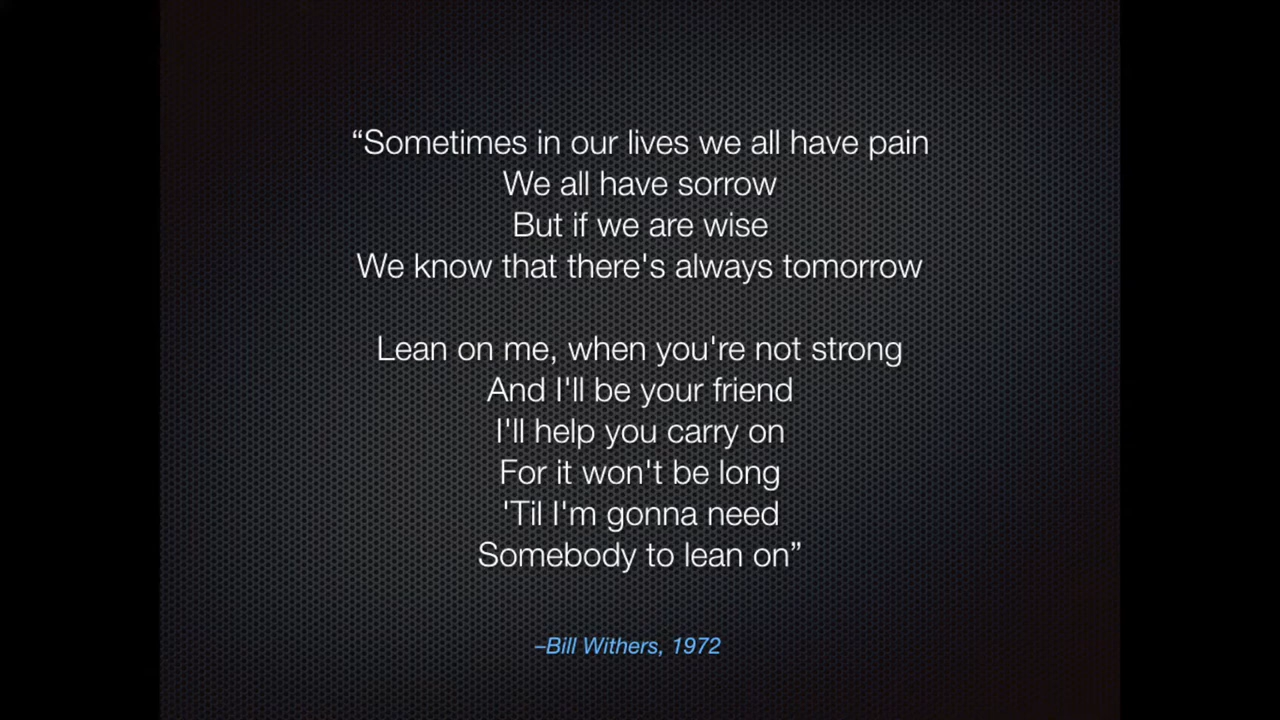 “Sometimes in our lives we all have pain
We all have sorrow
But if we are wise
We know that there's always tomorrow
Lean on me, when you're not strong
And I'll be your friend
I'll help you carry on
For it won't be long
'Til I'm gonna need
Somebody to lean on”
–Bill Withers, 1972